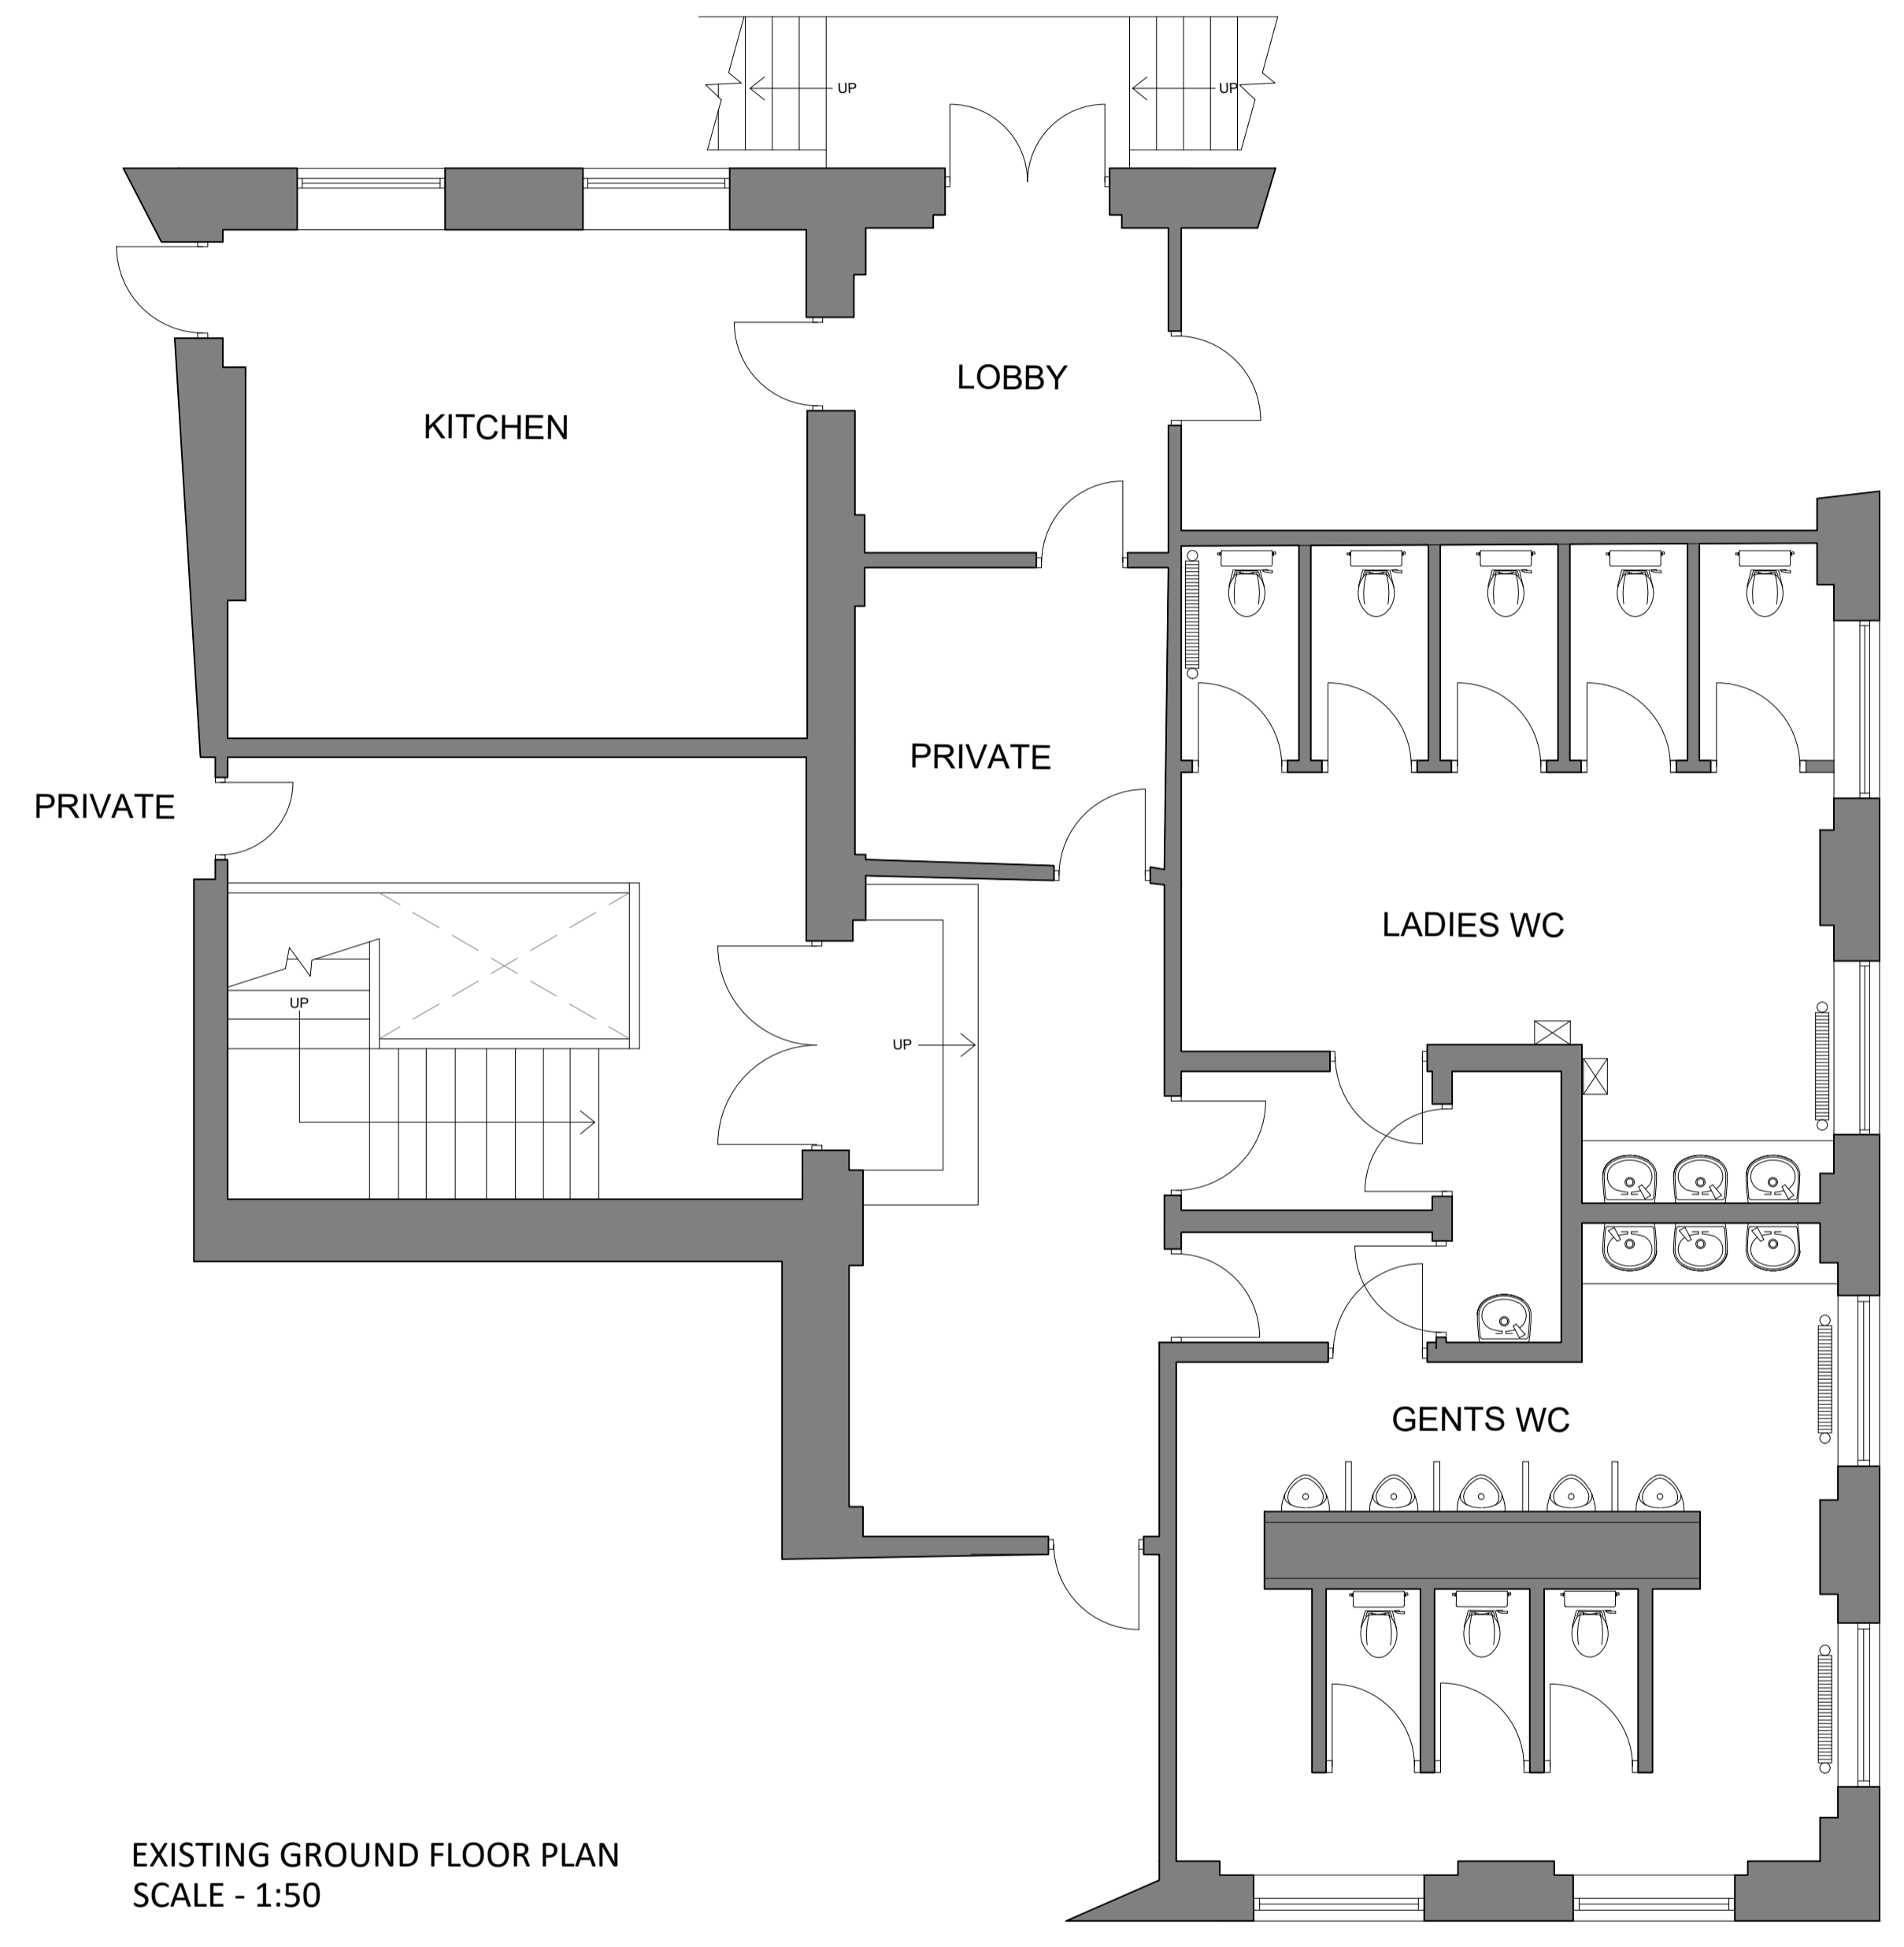 UP
UP
LOBBY
KITCHEN
PRIVATE
PRIVATE
LADIES WC
UP
UP
GENTS WC
EXISTING GROUND FLOOR PLAN
SCALE - 1:50